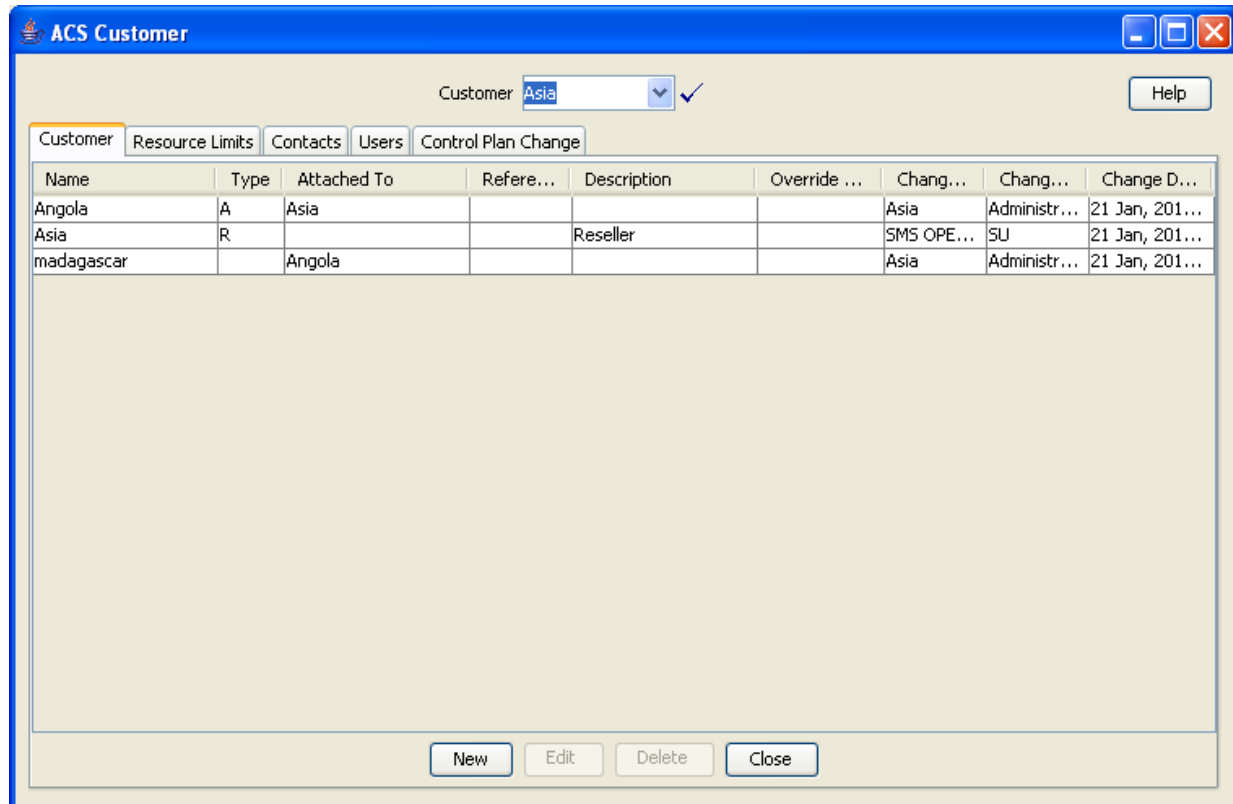 ACS Customer
Customer Asia Help
Customer Resource Limits Contacts Users Control Plan Change
Name Type Attached To Refere... Description Override ... Chang... Chang... Change D...
Angola A Asia Asia Administr... 21 Jan, 201...
Asia R Reseller SMS OPE... SU 21 Jan, 201...
madagascar Angola Asia Administr... 21 Jan, 201...
New Edit Delete Close